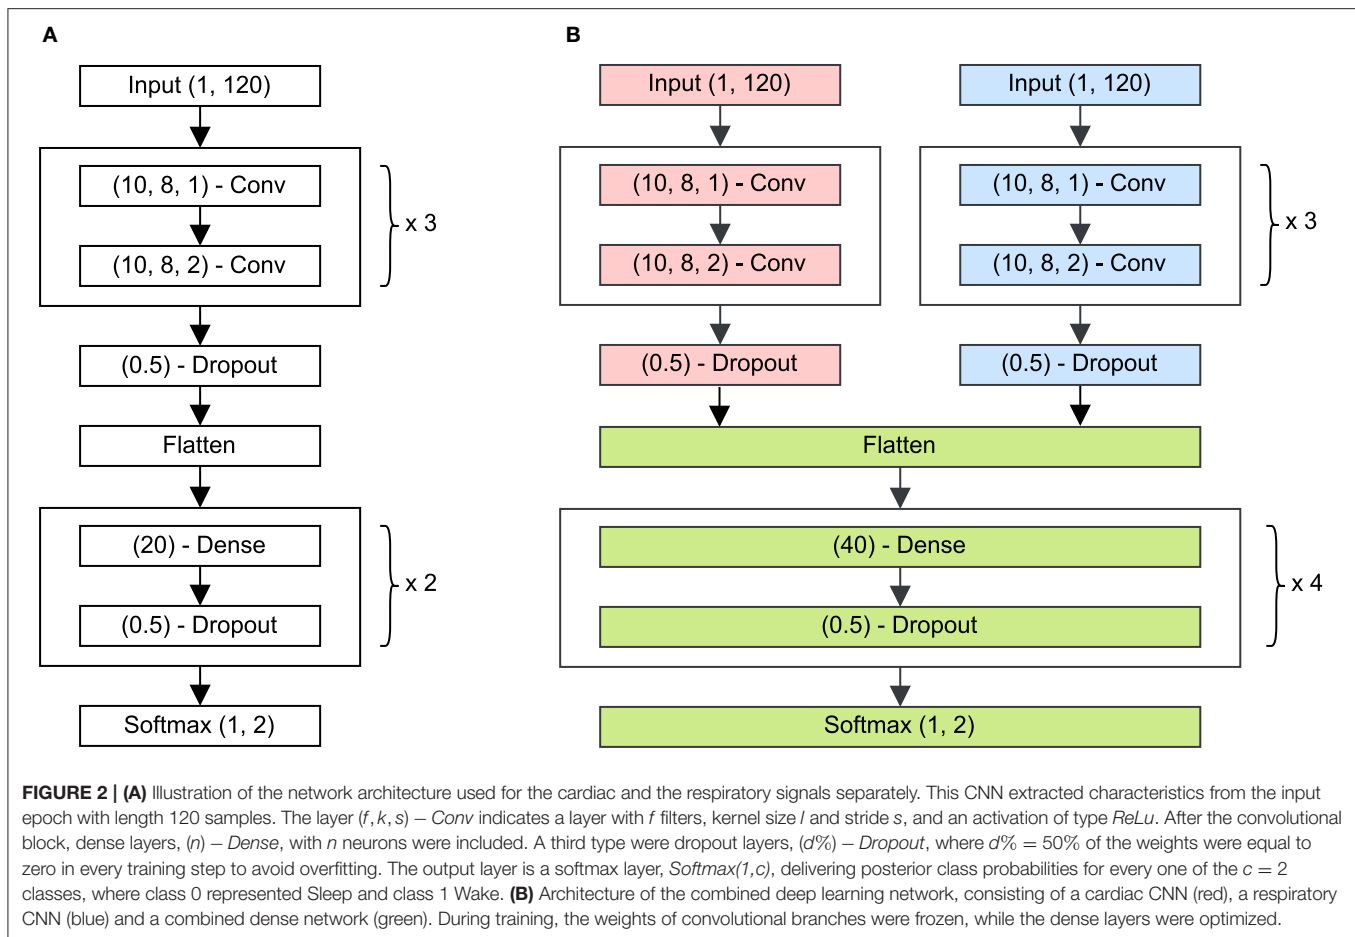 A
Input (1, 120)
(10, 8, 1) - Conv
(10, 8, 2) - Conv
x 3
(0.5) - Dropout
Flatten
(20) - Dense
(0.5) - Dropout
x 2
Softmax (1, 2)
B
Input (1, 120)
Input (1, 120)
(10, 8, 1) - Conv
(10, 8, 1) - Conv
(10, 8, 2) - Conv
(10, 8, 2) - Conv
x 3
(0.5) - Dropout
(0.5) - Dropout
Flatten
(40) - Dense
(0.5) - Dropout
x 4
Softmax (1, 2)
FIGURE 2 | (A) Illustration of the network architecture used for the cardiac and the respiratory signals separately. This CNN extracted characteristics from the input
epoch with length 120 samples. The layer (f, k, s) − Conv indicates a layer with f filters, kernel size l and stride s, and an activation of type ReLu. After the convolutional
block, dense layers, (n) − Dense, with n neurons were included. A third type were dropout layers, (d%) − Dropout, where d% = 50% of the weights were equal to
zero in every training step to avoid overfitting. The output layer is a softmax layer, Softmax(1,c), delivering posterior class probabilities for every one of the c = 2
classes, where class 0 represented Sleep and class 1 Wake. (B) Architecture of the combined deep learning network, consisting of a cardiac CNN (red), a respiratory
CNN (blue) and a combined dense network (green). During training, the weights of convolutional branches were frozen, while the dense layers were optimized.